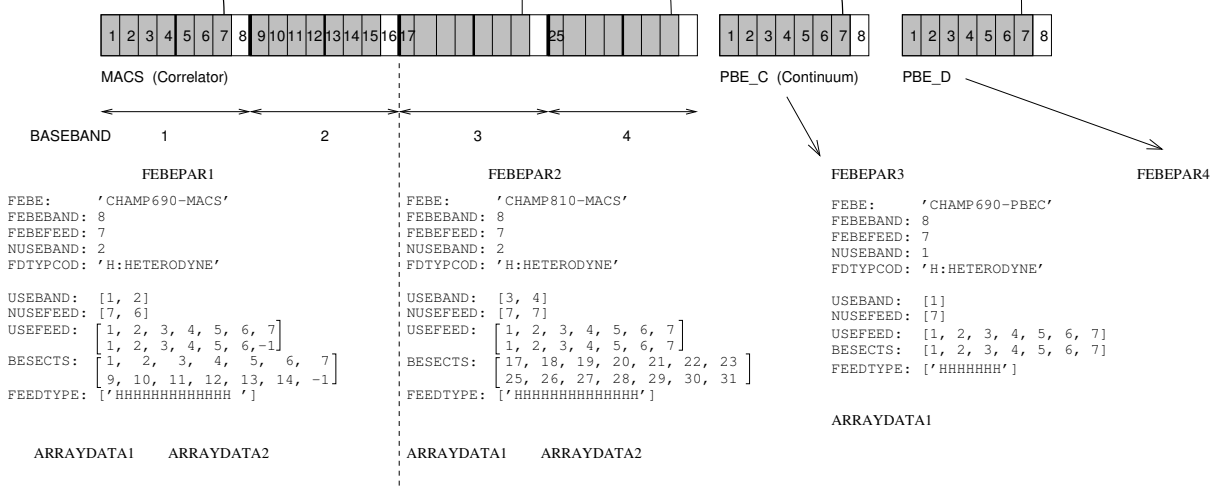 1 2 3 4 5 6 7 8 9 10 11 12 13 14 15 16 17 25
1 2 3 4 5 6 7 8
1 2 3 4 5 6 7 8
MACS (Correlator)
PBE_C (Continuum)
PBE_D
BASEBAND 1 2 3 4
FEBEPAR1
FEBE: 'CHAMP690-MACS'
FEBEBAND: 8
FEBEFEED: 7
NUSEBAND: 2
FDTYPCOD: 'H:HETERODYNE'
USEBAND: [1, 2]
NUSEFEED: [7, 6]
USEFEED: [1, 2, 3, 4, 5, 6, 7
1, 2, 3, 4, 5, 6,-1]
BESECTS: [1, 2, 3, 4, 5, 6, 7
9, 10, 11, 12, 13, 14, -1]
FEEDTYPE: ['HHHHHHHHHHHHH ']
ARRAYDATA1 ARRAYDATA2
FEBEPAR2
FEBE: 'CHAMP810-MACS'
FEBEBAND: 8
FEBEFEED: 7
NUSEBAND: 2
FDTYPCOD: 'H:HETERODYNE'
USEBAND: [3, 4]
NUSEFEED: [7, 7]
USEFEED: [1, 2, 3, 4, 5, 6, 7
1, 2, 3, 4, 5, 6, 7]
BESECTS: [17, 18, 19, 20, 21, 22, 23
25, 26, 27, 28, 29, 30, 31]
FEEDTYPE: ['HHHHHHHHHHHHHH']
ARRAYDATA1 ARRAYDATA2
FEBEPAR3
FEBE: 'CHAMP690-PBEC'
FEBEBAND: 8
FEBEFEED: 7
NUSEBAND: 1
FDTYPCOD: 'H:HETERODYNE'
USEBAND: [1]
NUSEFEED: [7]
USEFEED: [1, 2, 3, 4, 5, 6, 7]
BESECTS: [1, 2, 3, 4, 5, 6, 7]
FEEDTYPE: ['HHHHHHH']
ARRAYDATA1
FEBEPAR4